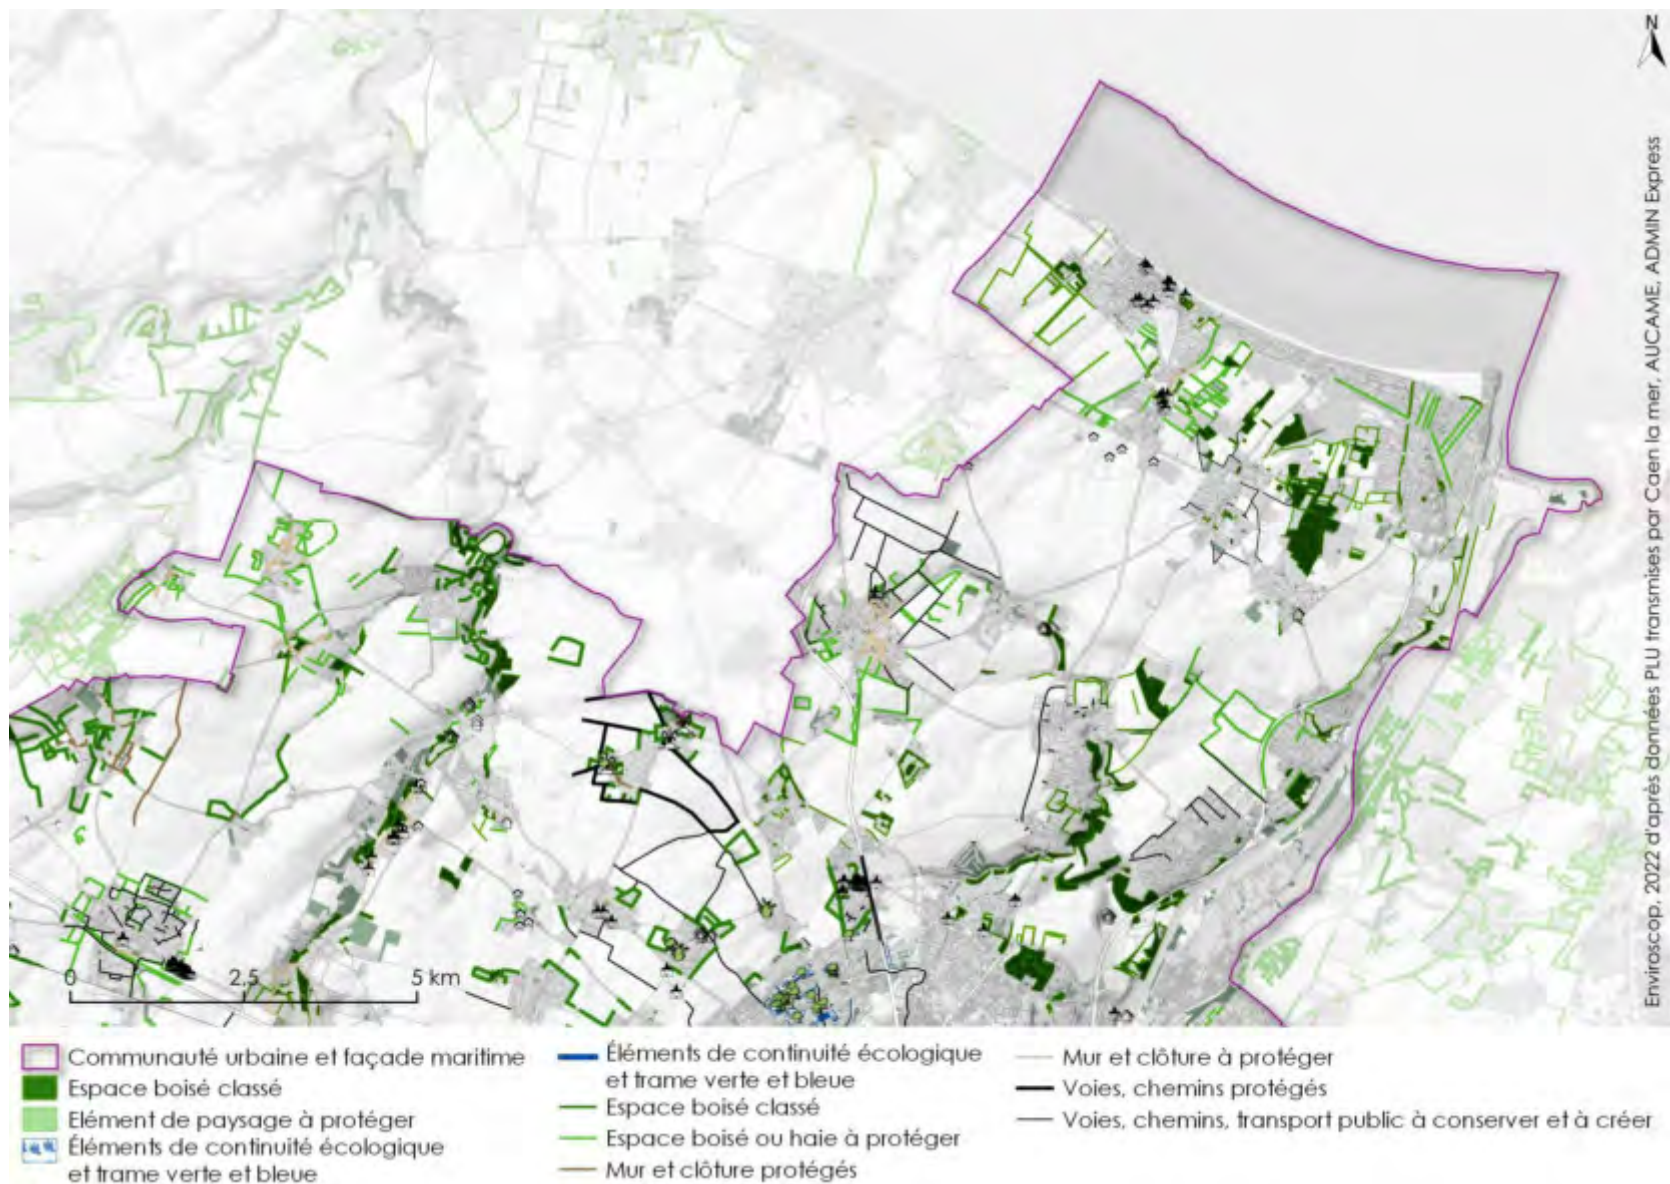 N
Enviroscop, 2022 d'après données PLU transmises par Caen la mer, AUCAME, ADMIN Express
0 2,5 5 km
Communauté urbaine et façade maritime
Espace boisé classé
Elément de paysage à protéger
Éléments de continuité écologique
et trame verte et bleue
Éléments de continuité écologique
et trame verte et bleue
Espace boisé classé
Espace boisé ou haie à protéger
Mur et clôture protégés
Mur et clôture à protéger
Voies, chemins protégés
Voies, chemins, transport public à conserver et à créer